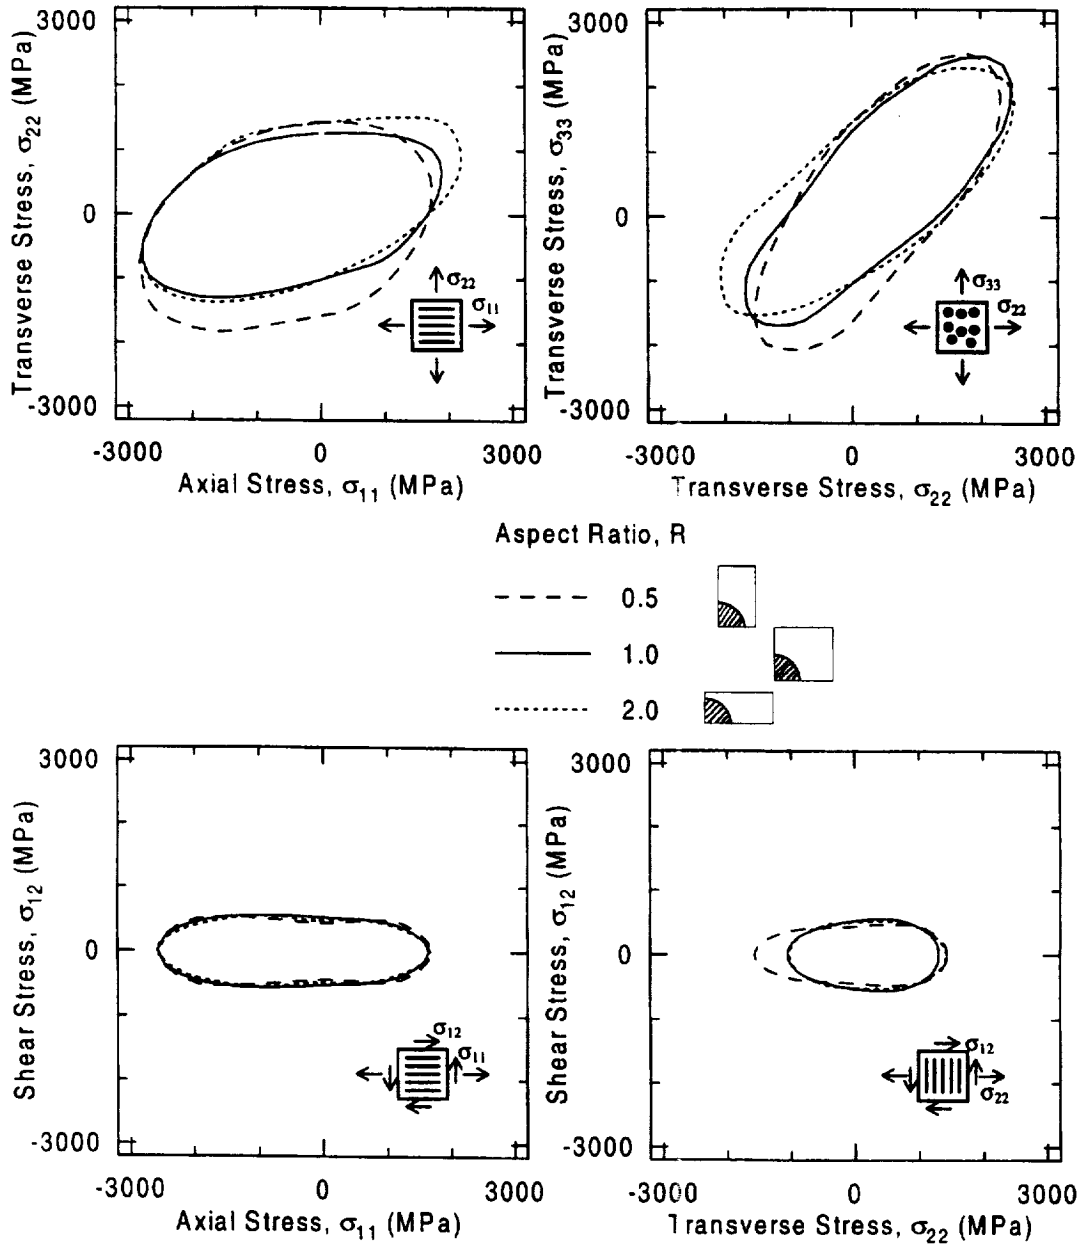 3000
Transverse Stress, σ22 (MPa)
0
-3000
-3000
0
3000
Axial Stress, σ11 (MPa)
σ22
σ11
3000
Transverse Stress, σ33 (MPa)
0
-3000
-3000
0
3000
Transverse Stress, σ22 (MPa)
σ33
σ22
Aspect Ratio, R
0.5
1.0
2.0
3000
Shear Stress, σ12 (MPa)
0
-3000
-3000
0
3000
Axial Stress, σ11 (MPa)
σ12
σ11
3000
Shear Stress, σ12 (MPa)
0
-3000
-3000
0
3000
Transverse Stress, σ22 (MPa)
σ12
σ22